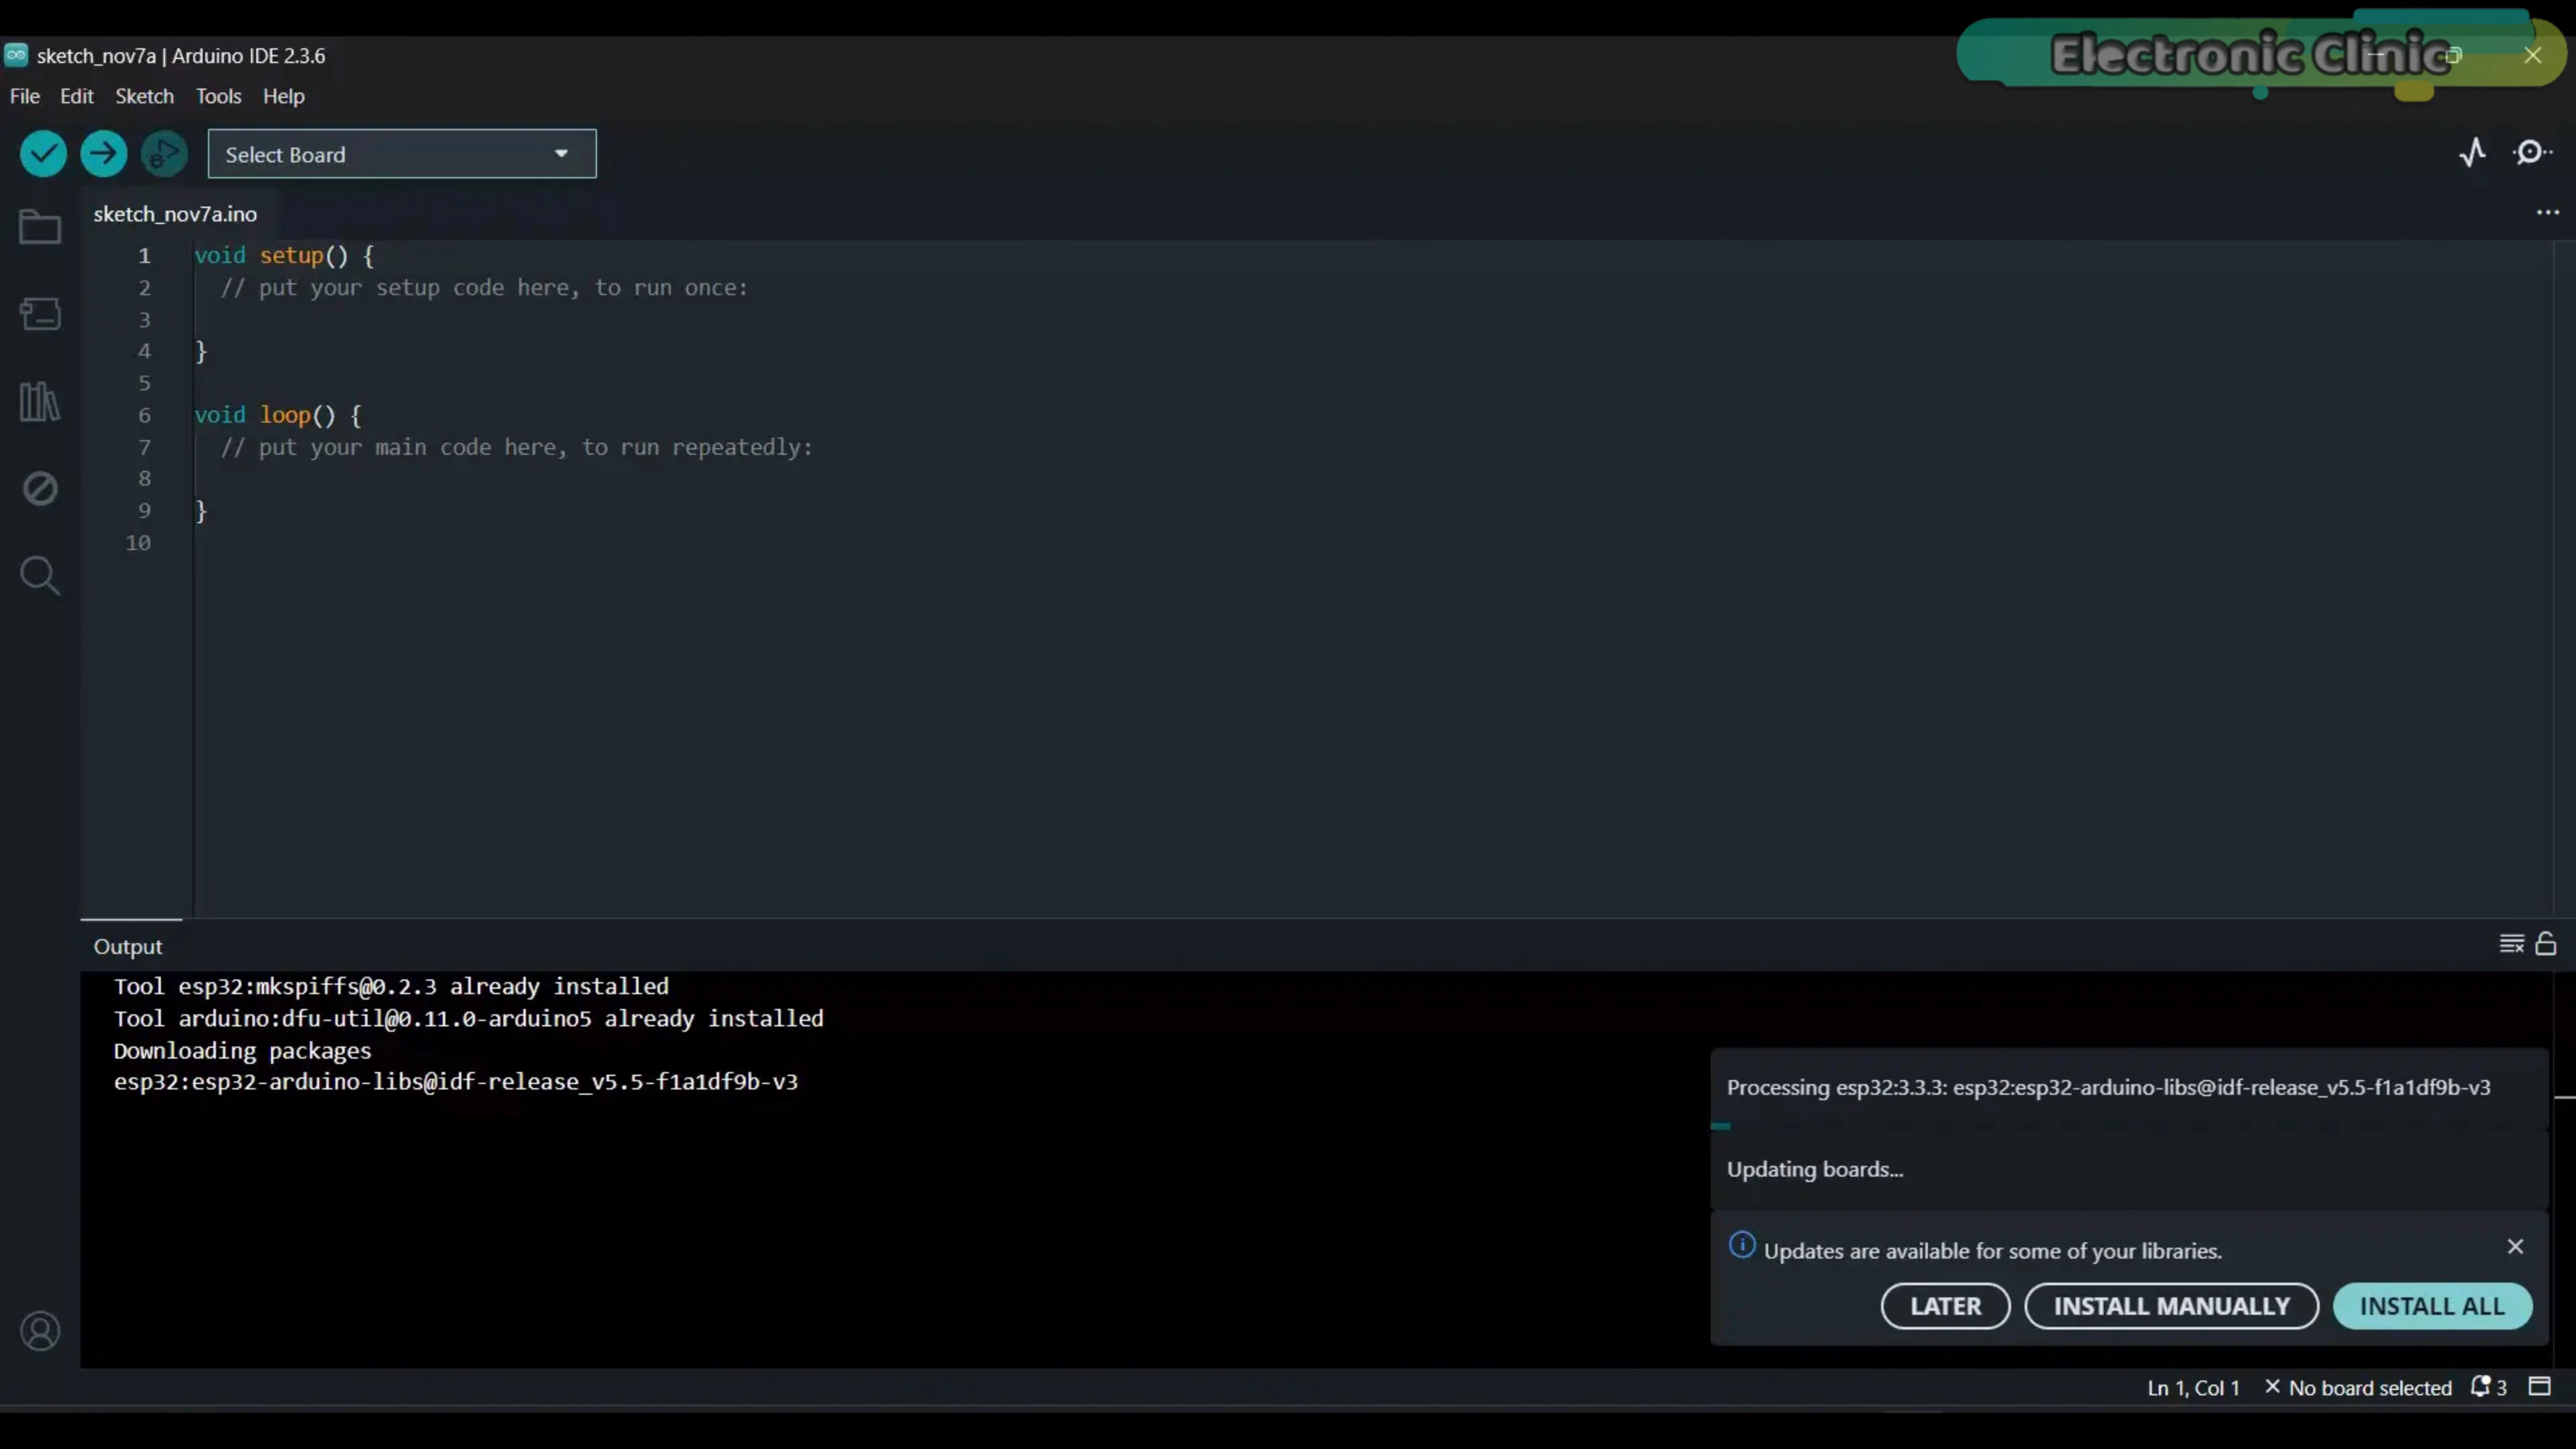 Electronic Clinic
sketch_nov7a | Arduino IDE 2.3.6
File Edit Sketch Tools Help
Select Board
sketch_nov7a.ino
1 void setup() {
2 // put your setup code here, to run once:
3
4 }
5
6 void loop() {
7 // put your main code here, to run repeatedly:
8
9 }
10
Output
Tool esp32:mkspiffs@0.2.3 already installed
Tool arduino:dfu-util@0.11.0-arduino5 already installed
Downloading packages
esp32:esp32-arduino-libs@idf-release_v5.5-f1a1df9b-v3
Processing esp32:3.3.3: esp32:esp32-arduino-libs@idf-release_v5.5-f1a1df9b-v3
Updating boards...
Updates are available for some of your libraries.
LATER INSTALL MANUALLY INSTALL ALL
Ln 1, Col 1 No board selected 3